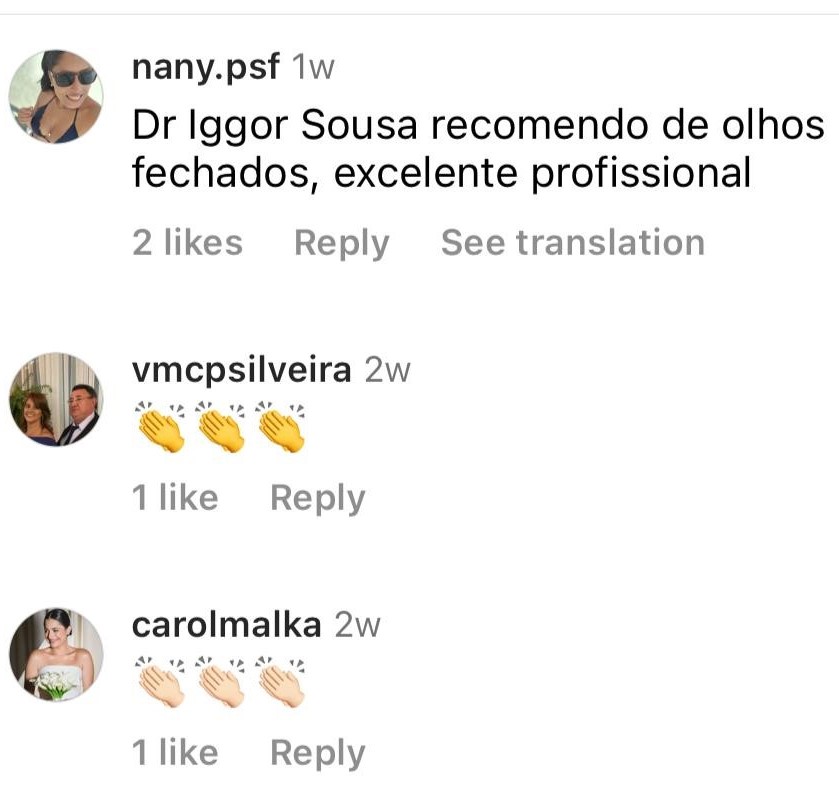 nany.psf 1w
Dr Iggor Sousa recomendo de olhos
fechados, excelente profissional
2 likes Reply See translation
vmcpsilveira 2w
👏👏👏
1 like Reply
carolmalka 2w
👏🏻👏🏻👏🏻
1 like Reply